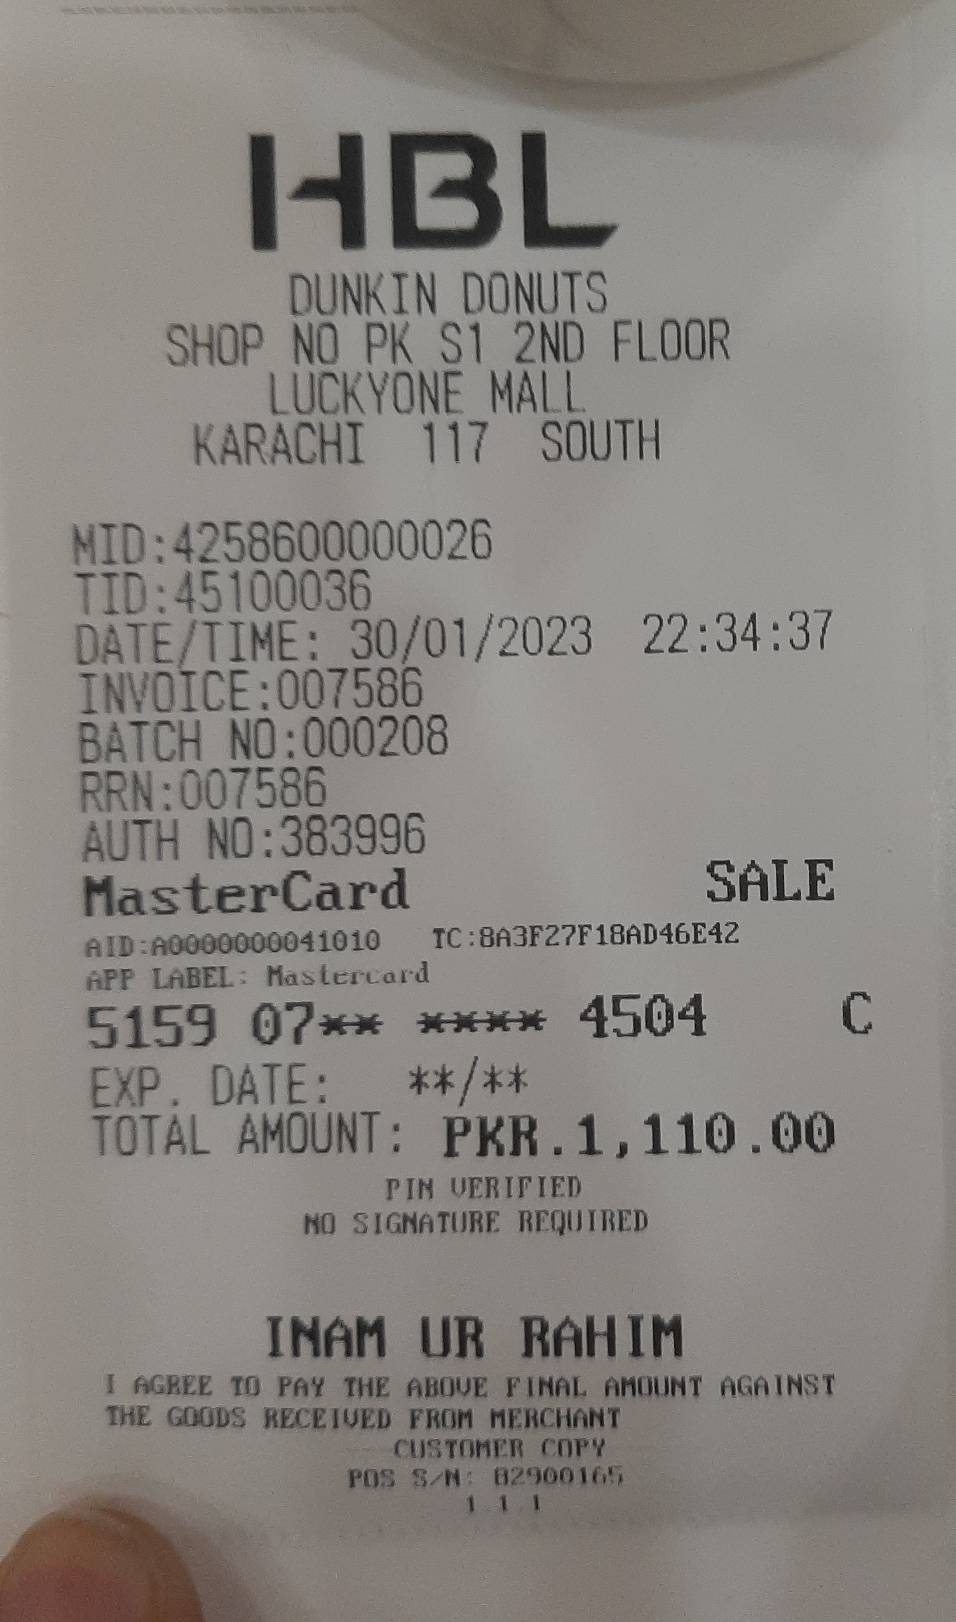 HBL
DUNKIN DONUTS
SHOP NO PK S1 2ND FLOOR
LUCKYONE MALL
KARACHI 117 SOUTH
MID:4258600000026
TID:45100036
DATE/TIME: 30/01/2023 22:34:37
INVOICE:007586
BATCH NO:000208
RRN:007586
AUTH NO:383996
MasterCard SALE
AID:A0000000041010 TC:8A3F27F18AD46E42
APP LABEL: Mastercard
5159 07** **** 4504 C
EXP. DATE: **/**
TOTAL AMOUNT: PKR.1,110.00
PIN VERIFIED
NO SIGNATURE REQUIRED
INAM UR RAHIM
I AGREE TO PAY THE ABOVE FINAL AMOUNT AGAINST
THE GOODS RECEIVED FROM MERCHANT
CUSTOMER COPY
POS S/N: 82900165
1 1 1